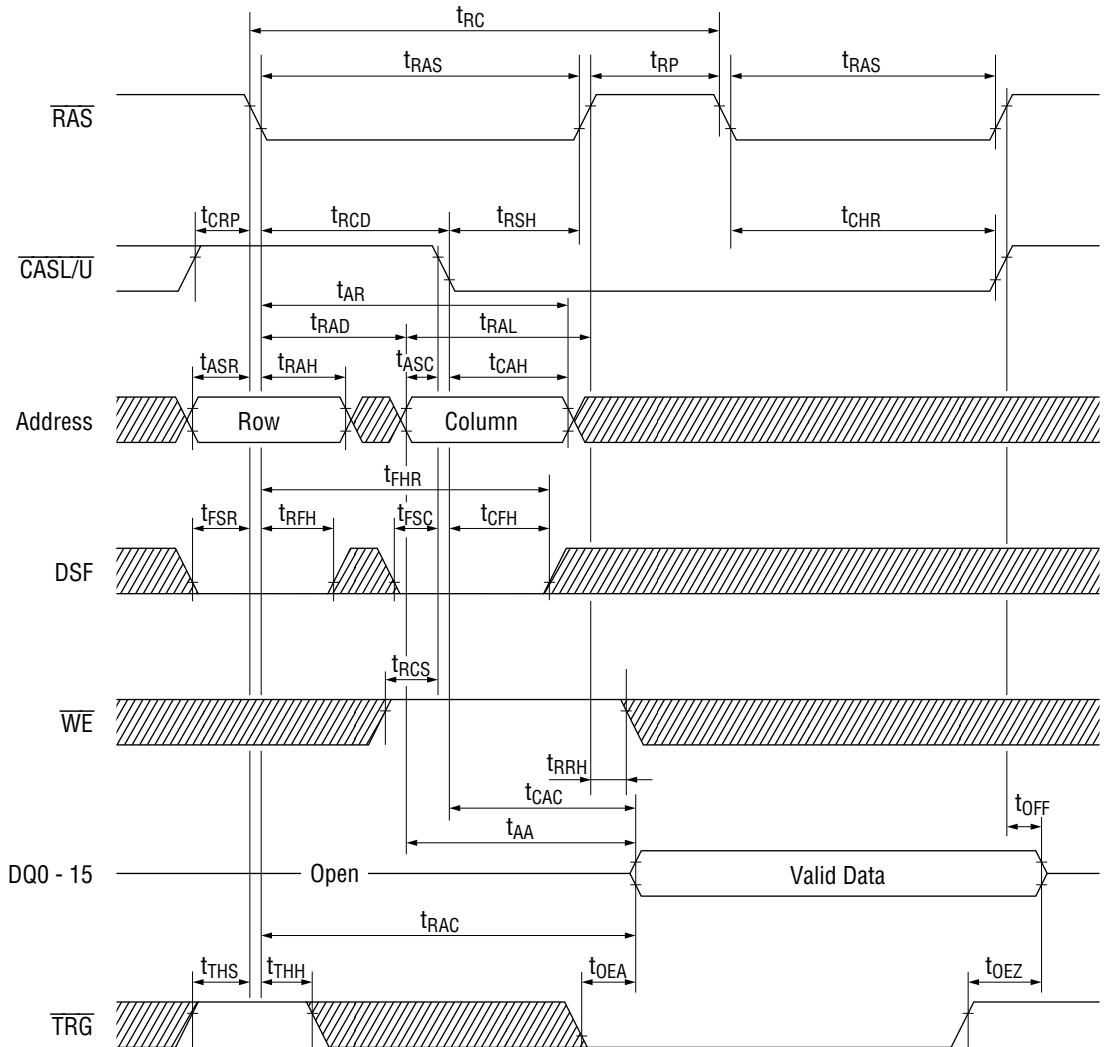 tRC
tRAS tRP tRAS
RAS
tCRP tRCD tRSH tCHR
CASL/U
tAR
tRAD tRAL
tASR tRAH tASC tCAH
Address Row Column
tFHR
tFSR tRFH tFSC tCFH
DSF
tRCS
WE
tRRH
tCAC tOFF
tAA
DQ0 - 15 Open Valid Data
tRAC
tTHS tTHH tOEA tOEZ
TRG